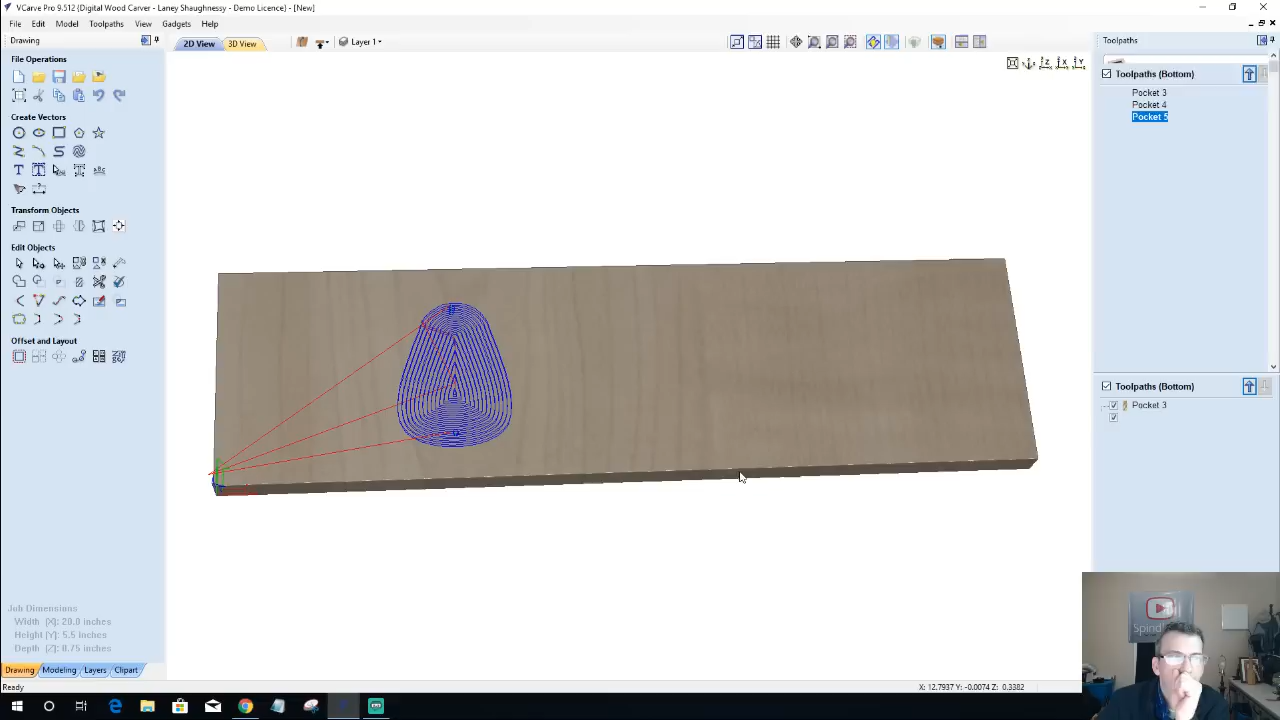 VCarve Pro 9.512 {Digital Wood Carver - Laney Shaughnessy - Demo Licence} - [New]
File Edit Model Toolpaths View Gadgets Help
Drawing
2D View 3D View Layer 1
Toolpaths
File Operations
Toolpaths (Bottom)
Pocket 3
Pocket 4
Pocket 5
Create Vectors
Transform Objects
Edit Objects
Offset and Layout
Toolpaths (Bottom)
Pocket 3
Job Dimensions
Width (X): 20.0 inches
Height (Y): 5.5 inches
Depth (Z): 0.75 inches
Spindl
Drawing Modeling Layers Clipart
Ready
X: 12.7937 Y: -0.0074 Z: 0.3382